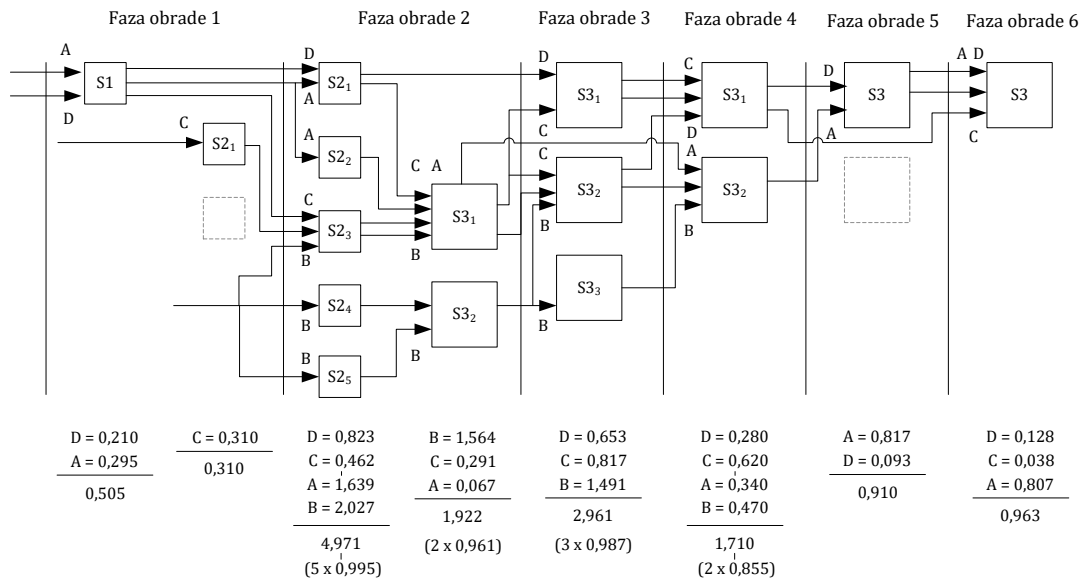 Faza obrade 1 Faza obrade 2 Faza obrade 3 Faza obrade 4 Faza obrade 5 Faza obrade 6
A
D
S1
C
S2₁
D
A
S2₁
A
S2₂
C
B
S2₃
B
S2₄
B
S2₅
C A
B
S3₁
B
S3₂
D
C
S3₁
C
B
S3₂
B
S3₃
C
D
S3₁
A
B
S3₂
D
A
S3
A D
C
S3
D = 0,210
A = 0,295
0,505
C = 0,310
0,310
D = 0,823
C = 0,462
A = 1,639
B = 2,027
4,971
(5 x 0,995)
B = 1,564
C = 0,291
A = 0,067
1,922
(2 x 0,961)
D = 0,653
C = 0,817
B = 1,491
2,961
(3 x 0,987)
D = 0,280
C = 0,620
A = 0,340
B = 0,470
1,710
(2 x 0,855)
A = 0,817
D = 0,093
0,910
D = 0,128
C = 0,038
A = 0,807
0,963